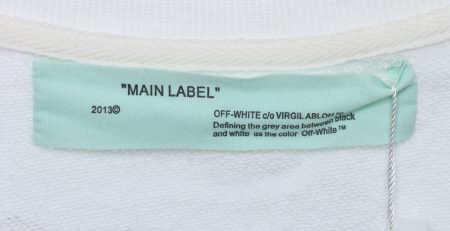 "MAIN LABEL"
2013©
OFF-WHITE c/o VIRGIL ABLOH
Defining the grey area between black
and white as the color Off-White™